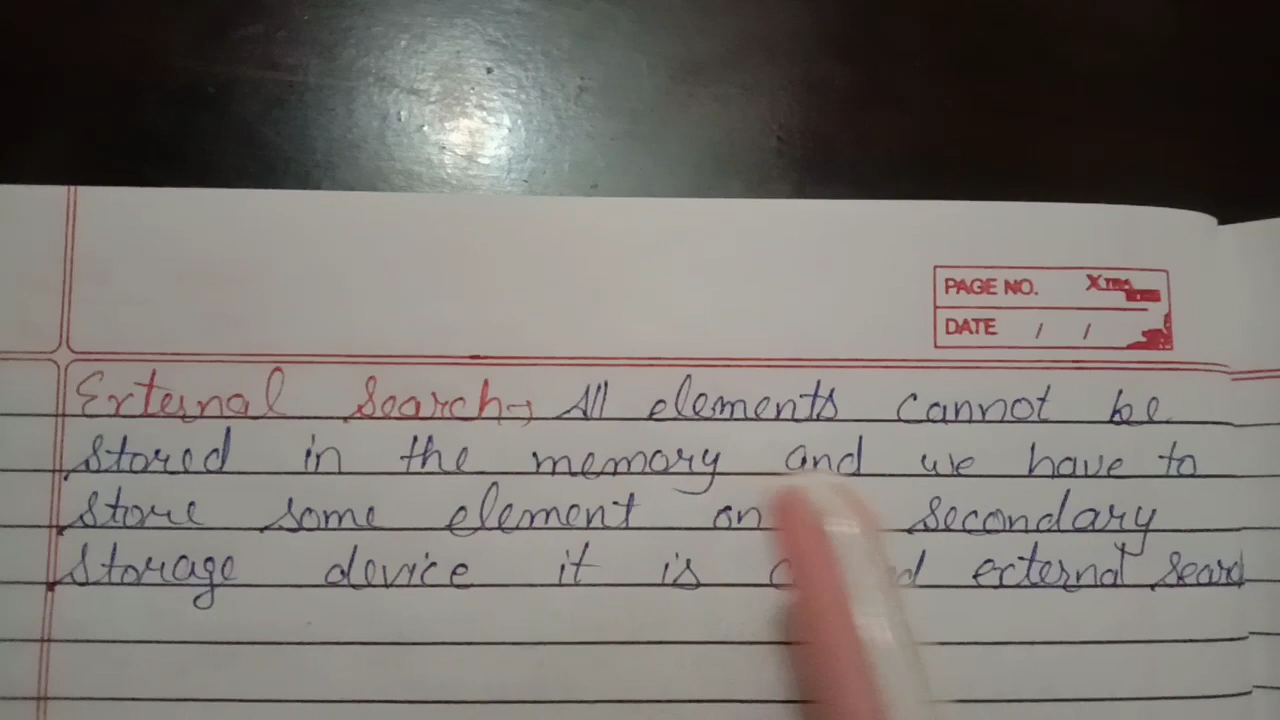 PAGE NO.
DATE / /
External Search→ All elements cannot be
stored in the memory and we have to
store some element on secondary
storage device it is external